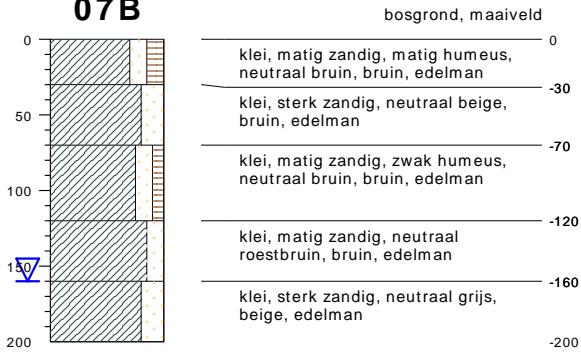 07B
bosgrond, maaiveld
0
0
klei, matig zandig, matig humeus,
neutraal bruin, bruin, edelman
-30
klei, sterk zandig, neutraal beige,
bruin, edelman
50
-70
klei, matig zandig, zwak humeus,
neutraal bruin, bruin, edelman
100
-120
klei, matig zandig, neutraal
roestbruin, bruin, edelman
150
-160
klei, sterk zandig, neutraal grijs,
beige, edelman
200
-200